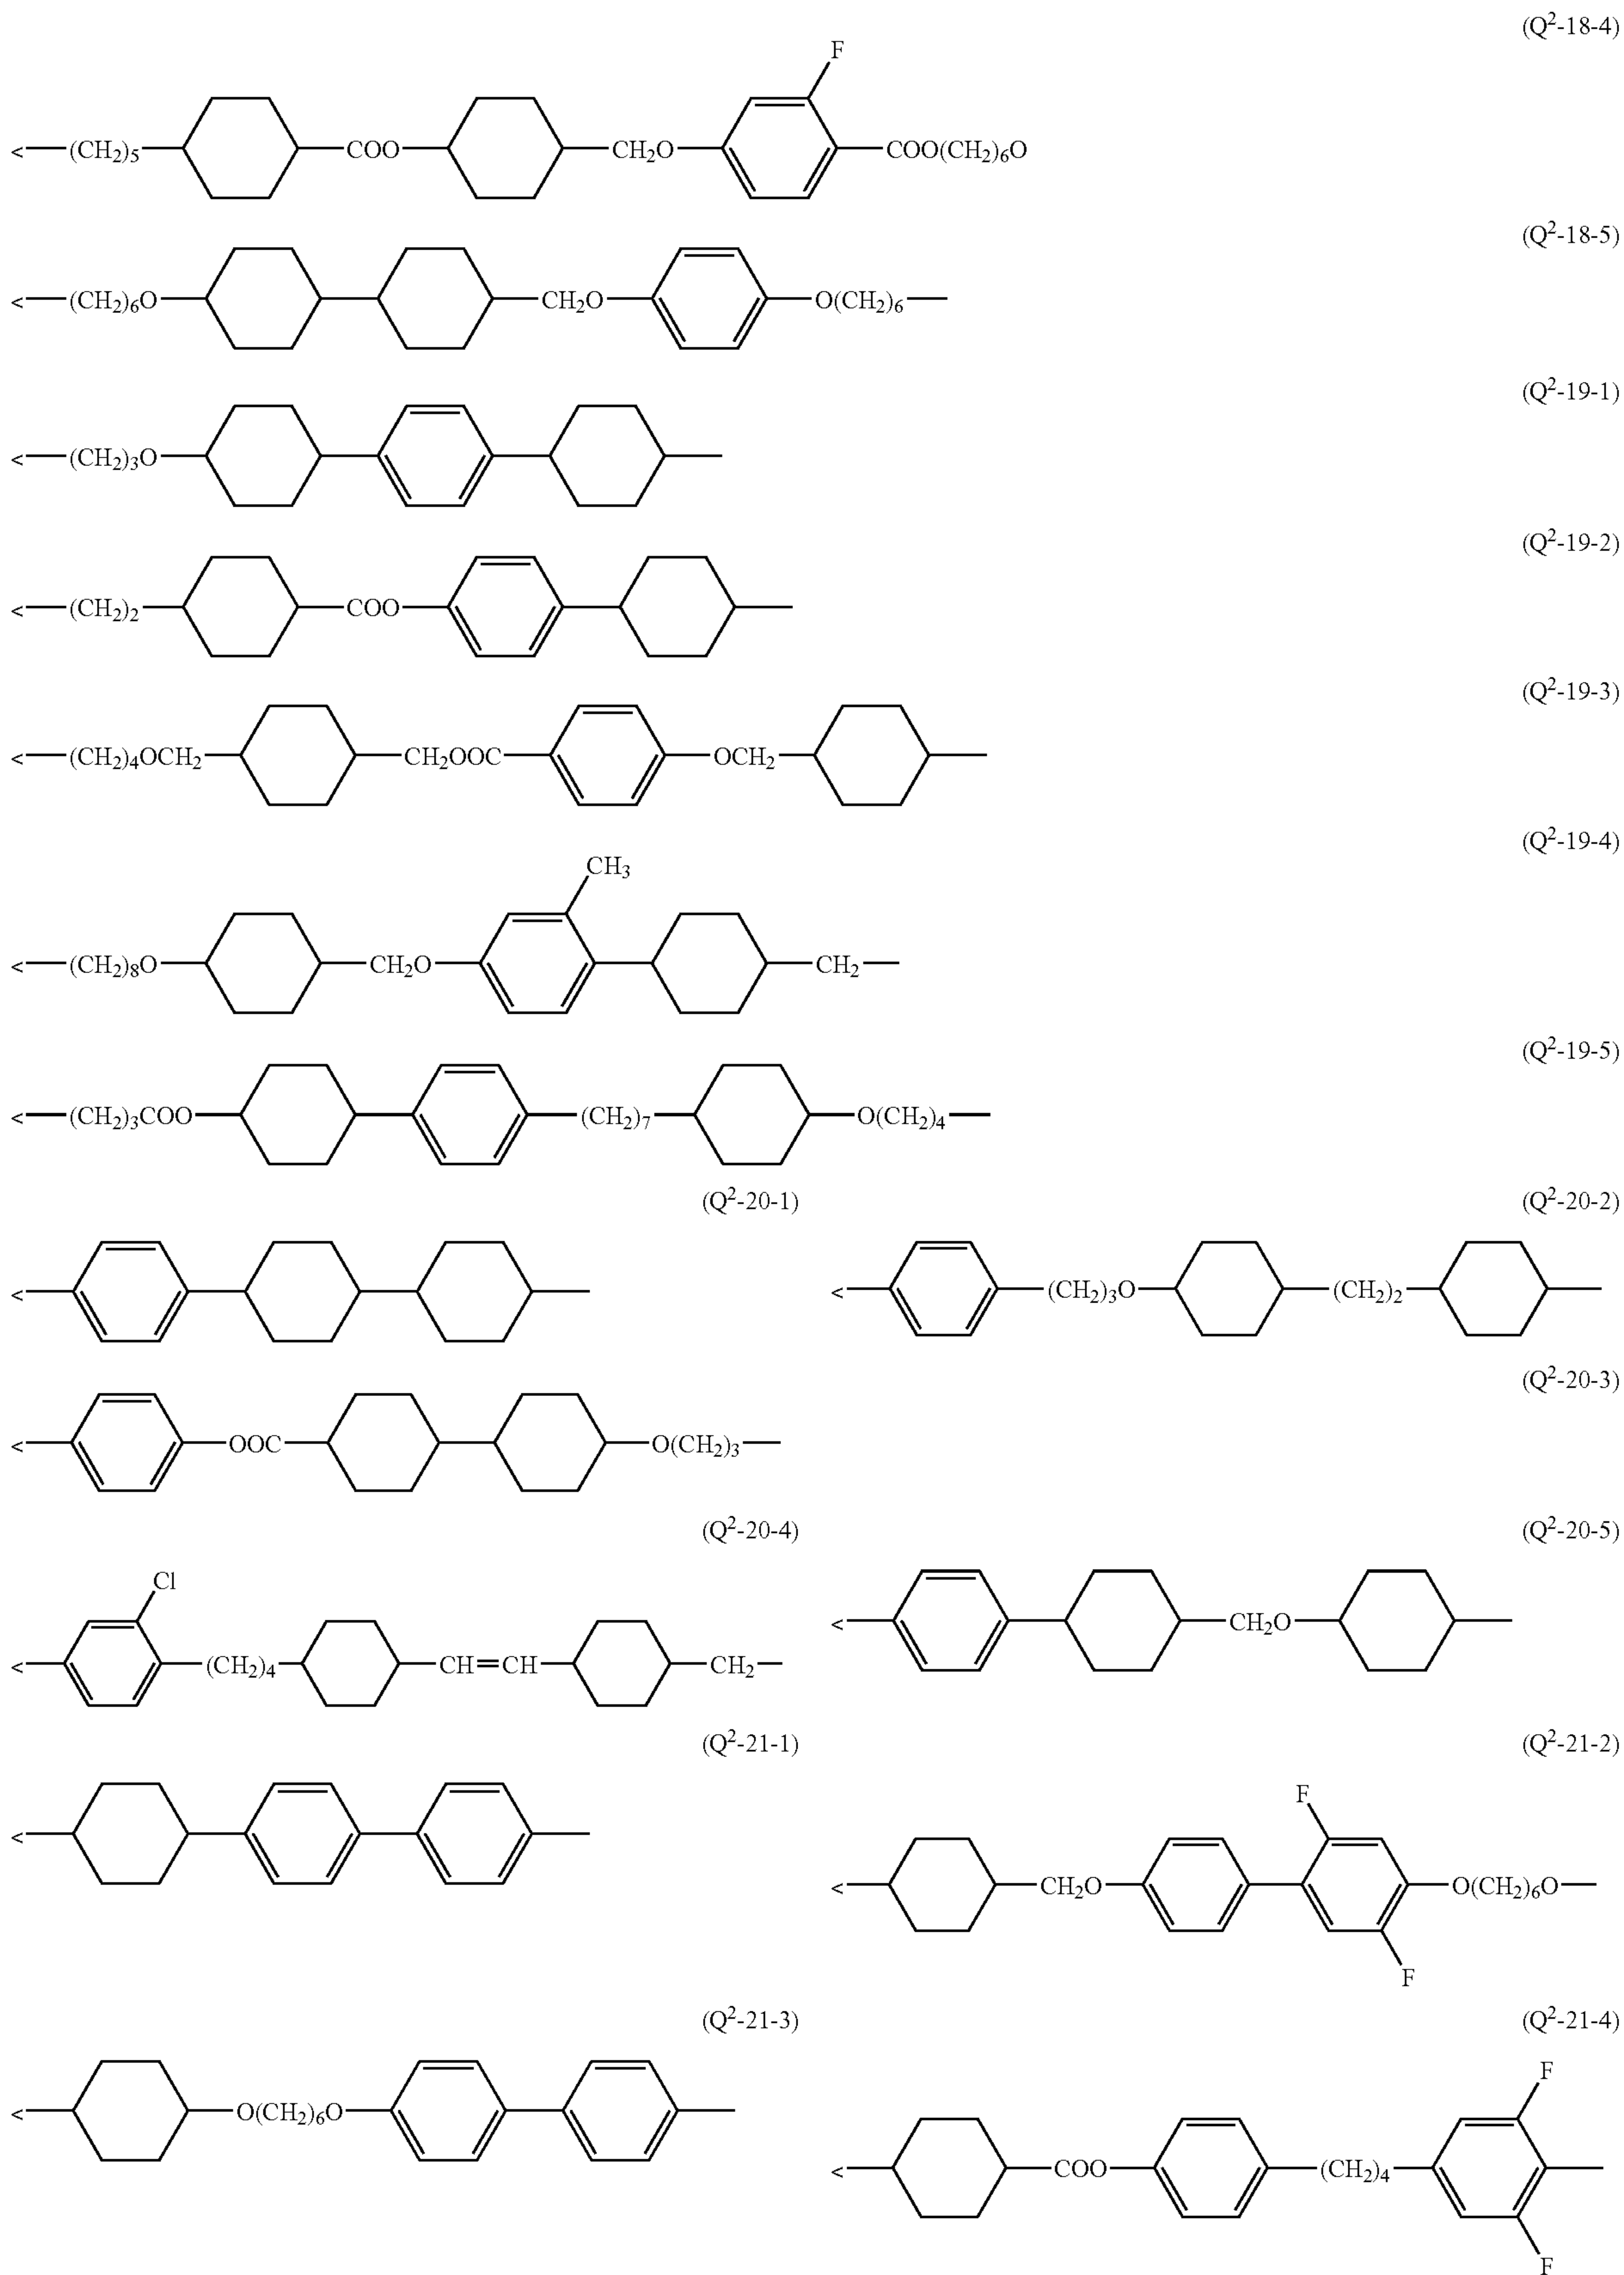 (Q²-18-4)
F
<—(CH₂)₅ COO CH₂O COO(CH₂)₆O
(Q²-18-5)
<—(CH₂)₆O CH₂O O(CH₂)₆—
(Q²-19-1)
<—(CH₂)₃O
(Q²-19-2)
<—(CH₂)₂ COO
(Q²-19-3)
<—(CH₂)₄OCH₂ CH₂OOC OCH₂
(Q²-19-4)
CH₃
<—(CH₂)₈O CH₂O CH₂—
(Q²-19-5)
<—(CH₂)₃COO (CH₂)₇ O(CH₂)₄—
(Q²-20-1) (Q²-20-2)
< < (CH₂)₃O (CH₂)₂
(Q²-20-3)
< OOC O(CH₂)₃—
(Q²-20-4) (Q²-20-5)
Cl
< (CH₂)₄ CH=CH CH₂—
< CH₂O
(Q²-21-1) (Q²-21-2)
<
F
< CH₂O O(CH₂)₆O—
F
(Q²-21-3) (Q²-21-4)
< O(CH₂)₆O
F
< COO (CH₂)₄
F